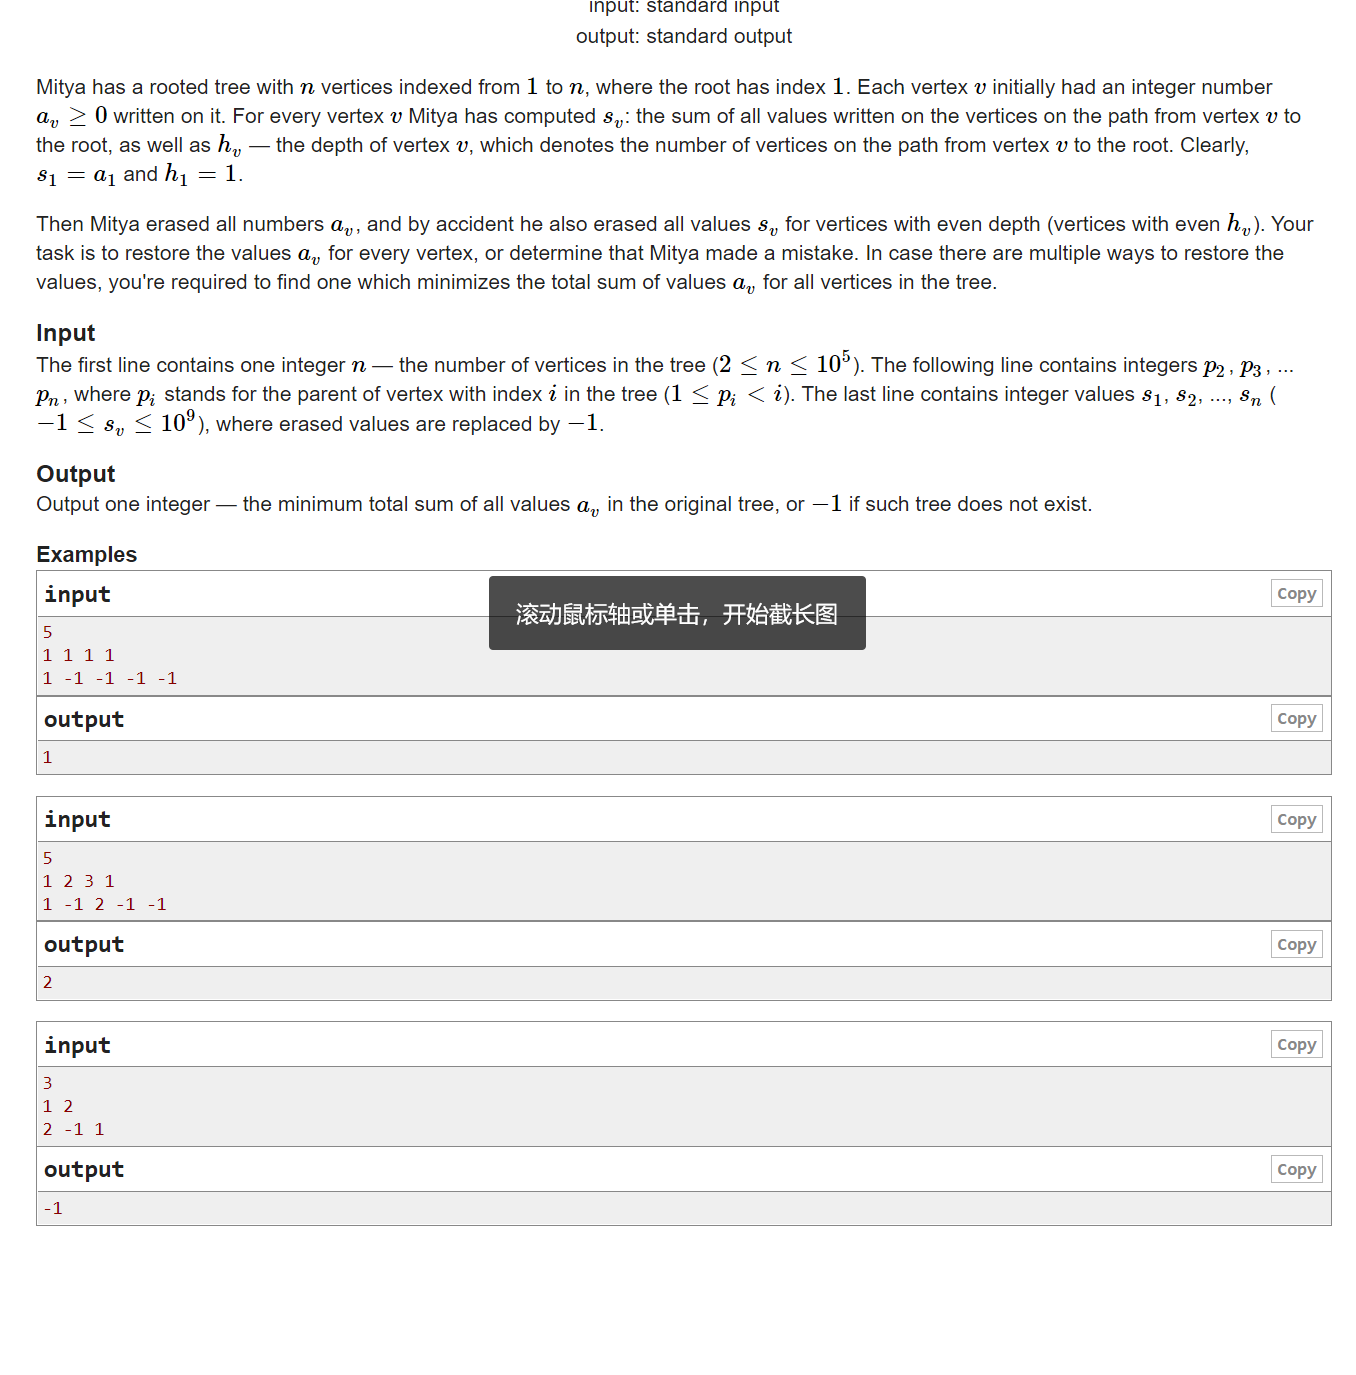 input: standard input
output: standard output
Mitya has a rooted tree with n vertices indexed from 1 to n, where the root has index 1. Each vertex v initially had an integer number
a_v ≥ 0 written on it. For every vertex v Mitya has computed s_v: the sum of all values written on the vertices on the path from vertex v to
the root, as well as h_v — the depth of vertex v, which denotes the number of vertices on the path from vertex v to the root. Clearly,
s_1 = a_1 and h_1 = 1.
Then Mitya erased all numbers a_v, and by accident he also erased all values s_v for vertices with even depth (vertices with even h_v). Your
task is to restore the values a_v for every vertex, or determine that Mitya made a mistake. In case there are multiple ways to restore the
values, you're required to find one which minimizes the total sum of values a_v for all vertices in the tree.
Input
The first line contains one integer n — the number of vertices in the tree (2 ≤ n ≤ 10^5). The following line contains integers p_2, p_3, ...
p_n, where p_i stands for the parent of vertex with index i in the tree (1 ≤ p_i < i). The last line contains integer values s_1, s_2, ..., s_n (
−1 ≤ s_v ≤ 10^9), where erased values are replaced by −1.
Output
Output one integer — the minimum total sum of all values a_v in the original tree, or −1 if such tree does not exist.
Examples
input
Copy
滚动鼠标轴或单击，开始截长图
5
1 1 1 1
1 -1 -1 -1 -1
output
Copy
1
input
Copy
5
1 2 3 1
1 -1 2 -1 -1
output
Copy
2
input
Copy
3
1 2
2 -1 1
output
Copy
-1